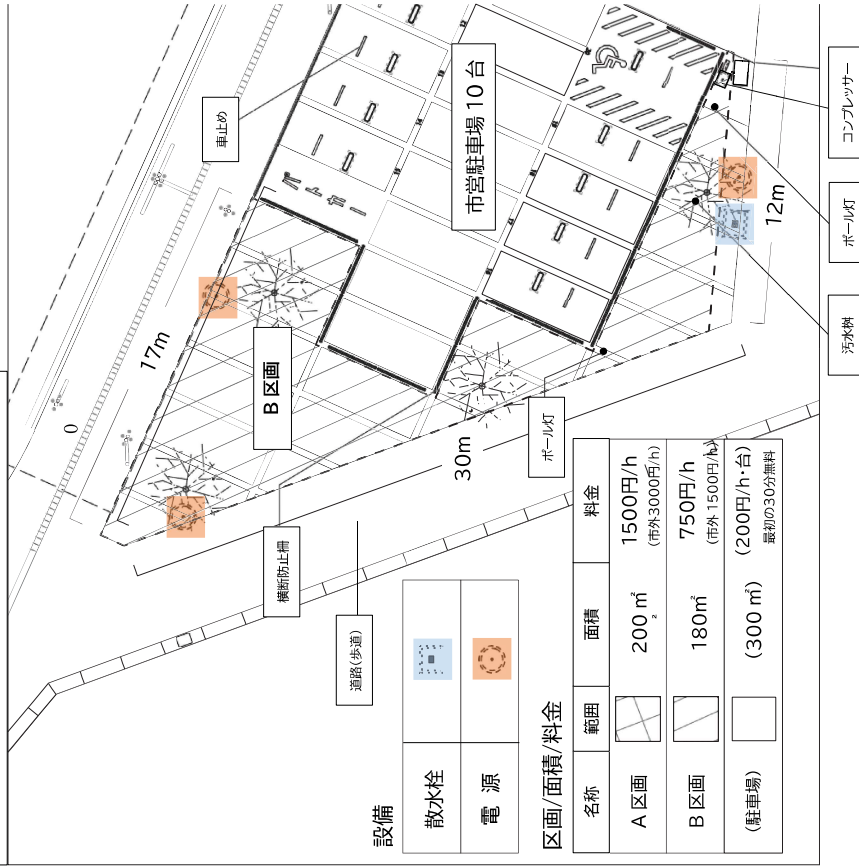 車止め
市営駐車場 10 台
コンプレッサー
ポール灯
汚水桝
12m
17m
0
B 区画
30m
ポール灯
横断防止柵
道路(歩道)
設備
散水栓
電 源
区画/面積/料金
名称 範囲 面積 料金
A 区画 200 ㎡ 1500円/h
² (市外3000円/h)
B 区画 180㎡ 750円/h
(市外 1500円/h)
(駐車場) (300 ㎡) (200円/h・台)
最初の30分無料